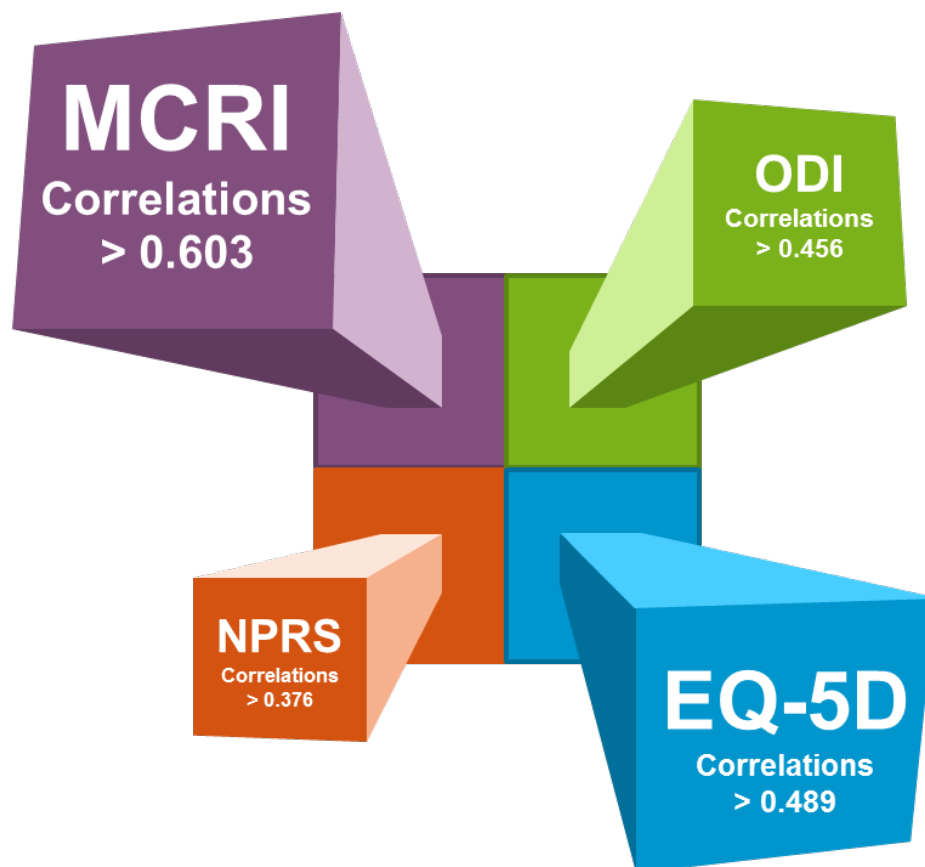 MCRI
Correlations
> 0.603
ODI
Correlations
> 0.456
NPRS
Correlations
> 0.376
EQ-5D
Correlations
> 0.489